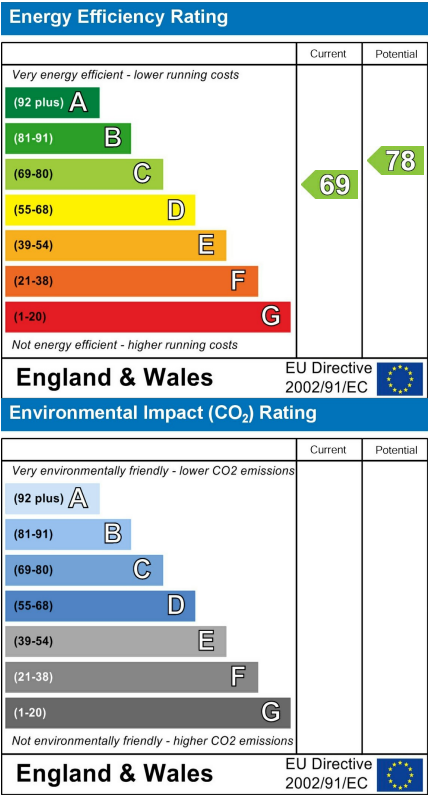 Energy Efficiency Rating
Current Potential
Very energy efficient - lower running costs
(92 plus) A
(81-91) B
(69-80) C
(55-68) D
(39-54) E
(21-38) F
(1-20) G
69
78
Not energy efficient - higher running costs
England & Wales
EU Directive
2002/91/EC
Environmental Impact (CO₂) Rating
Current Potential
Very environmentally friendly - lower CO2 emissions
(92 plus) A
(81-91) B
(69-80) C
(55-68) D
(39-54) E
(21-38) F
(1-20) G
Not environmentally friendly - higher CO2 emissions
England & Wales
EU Directive
2002/91/EC